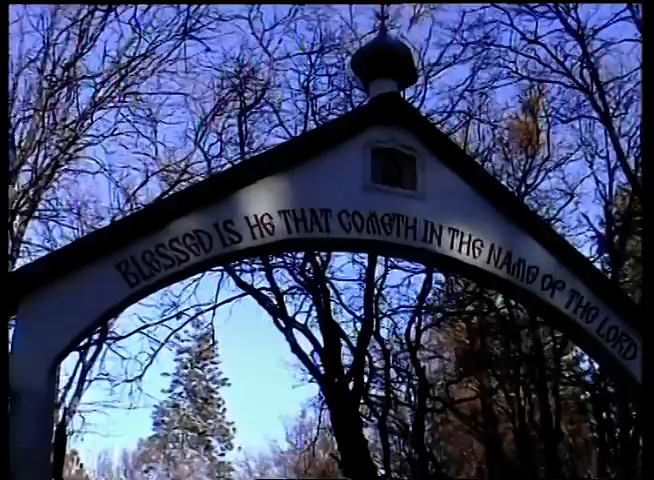 BLESSED IS HE THAT COMETH IN THE NAME OF THE LORD